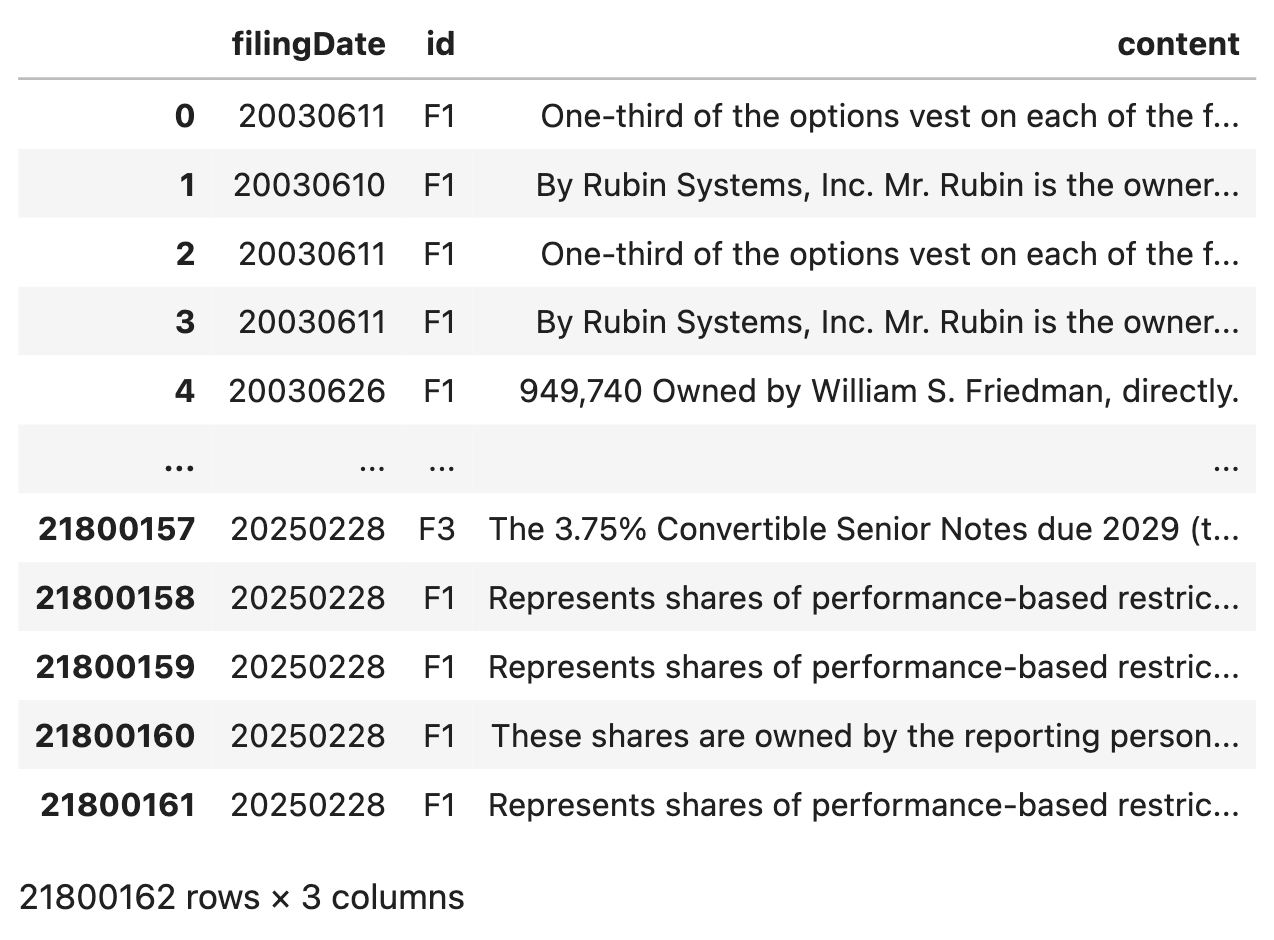 filingDate id content
0 20030611 F1 One-third of the options vest on each of the f...
1 20030610 F1 By Rubin Systems, Inc. Mr. Rubin is the owner...
2 20030611 F1 One-third of the options vest on each of the f...
3 20030611 F1 By Rubin Systems, Inc. Mr. Rubin is the owner...
4 20030626 F1 949,740 Owned by William S. Friedman, directly.
... ... ... ...
21800157 20250228 F3 The 3.75% Convertible Senior Notes due 2029 (t...
21800158 20250228 F1 Represents shares of performance-based restric...
21800159 20250228 F1 Represents shares of performance-based restric...
21800160 20250228 F1 These shares are owned by the reporting person...
21800161 20250228 F1 Represents shares of performance-based restric...
21800162 rows × 3 columns